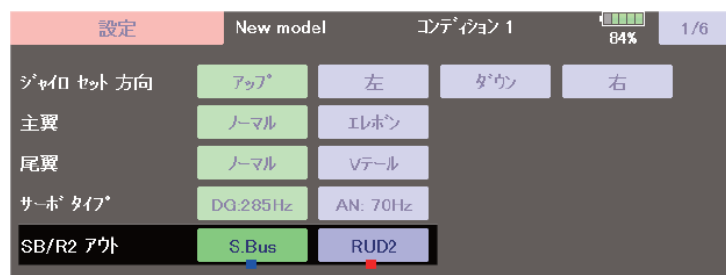 設定 New model コンディション 1 84% 1/6
ジャイロ セット 方向 アップ 左 ダウン 右
主翼 ノーマル エレボン
尾翼 ノーマル Vテール
サーボ タイプ DG:285Hz AN: 70Hz
SB/R2 アウト S.Bus RUD2